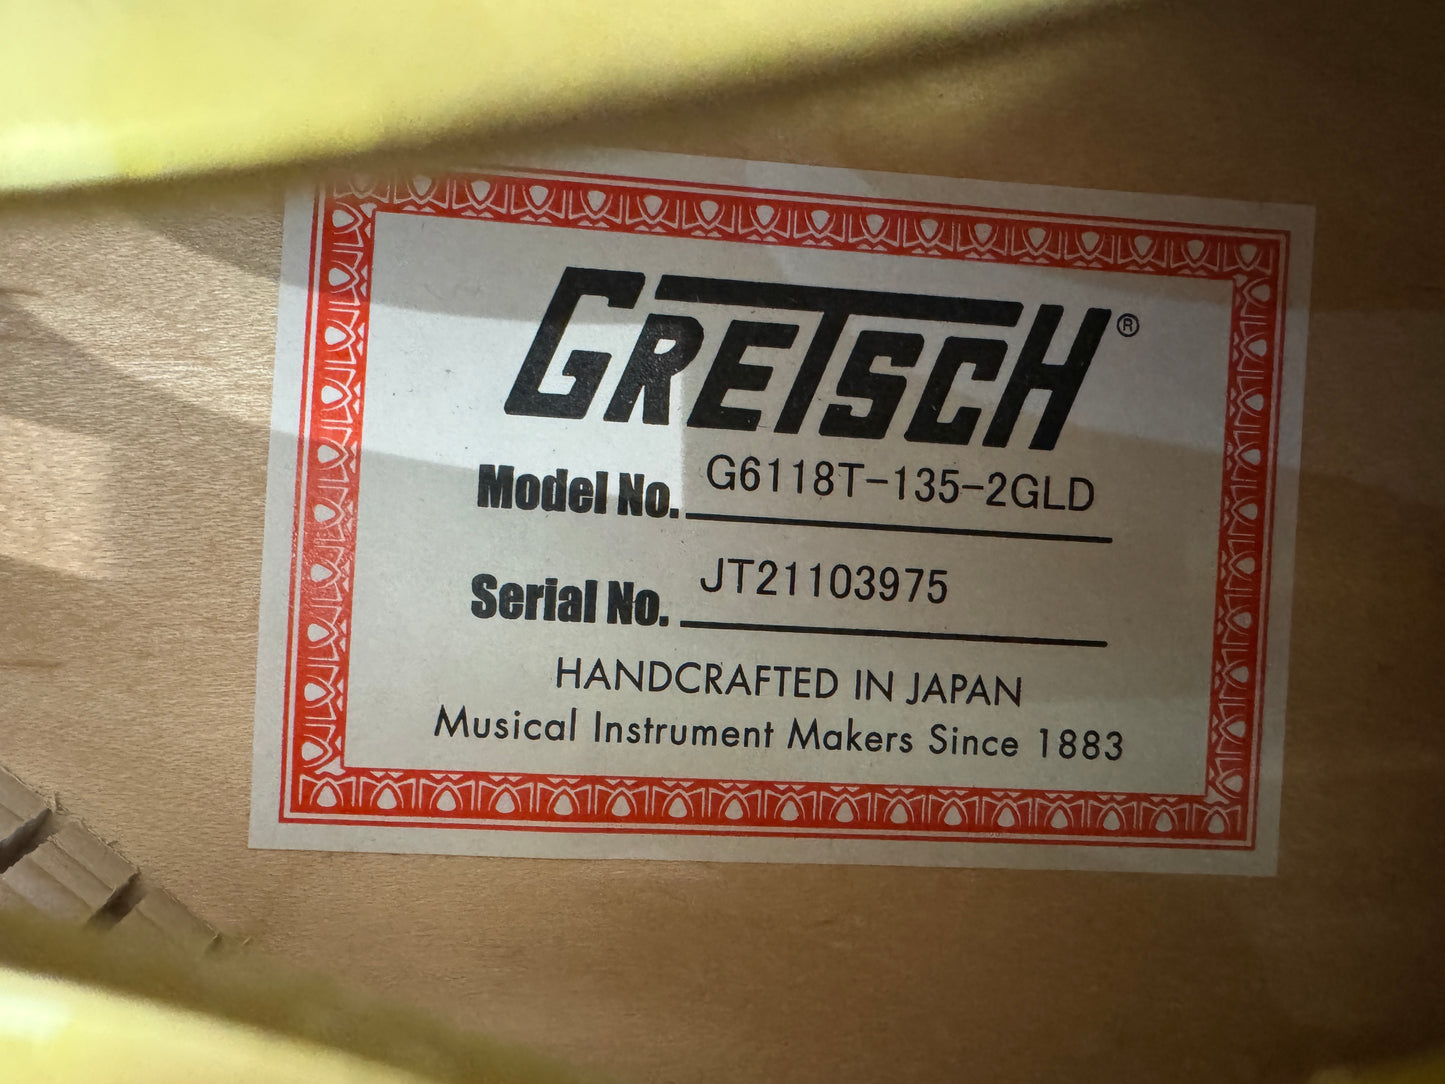 GRETSCH®
Model No. G6118T-135-2GLD
Serial No. JT21103975
HANDCRAFTED IN JAPAN
Musical Instrument Makers Since 1883